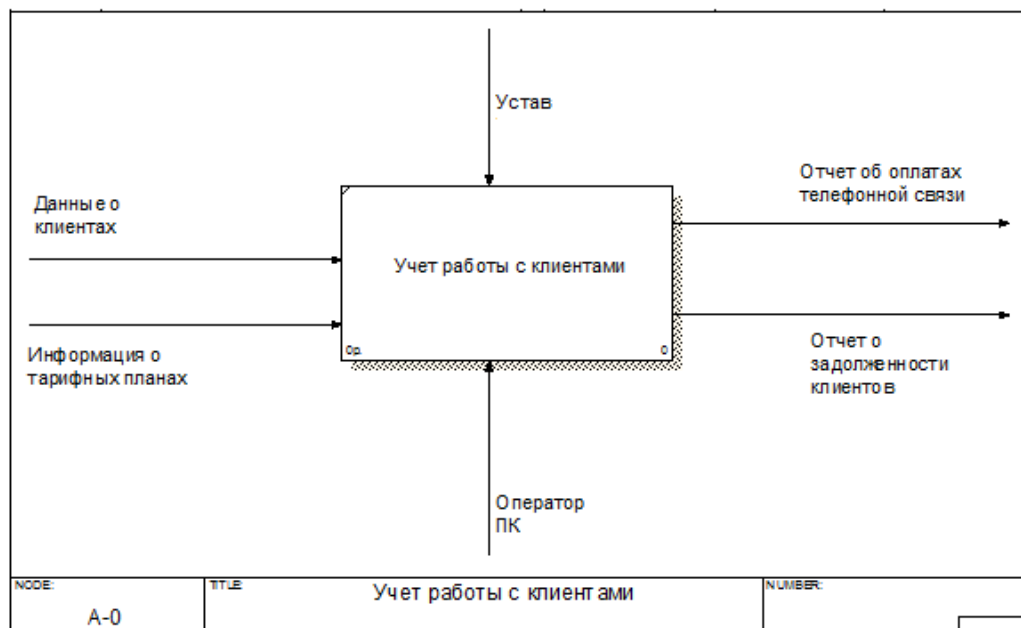 Устав
Данные о
клиентах
Отчет об оплатах
телефонной связи
Учет работы с клиентами
Информация о
тарифных планах
0р.
0
Отчет о
задолженности
клиентов
Оператор
ПК
NODE:
TITLE:
Учет работы с клиентами
NUMBER:
A-0